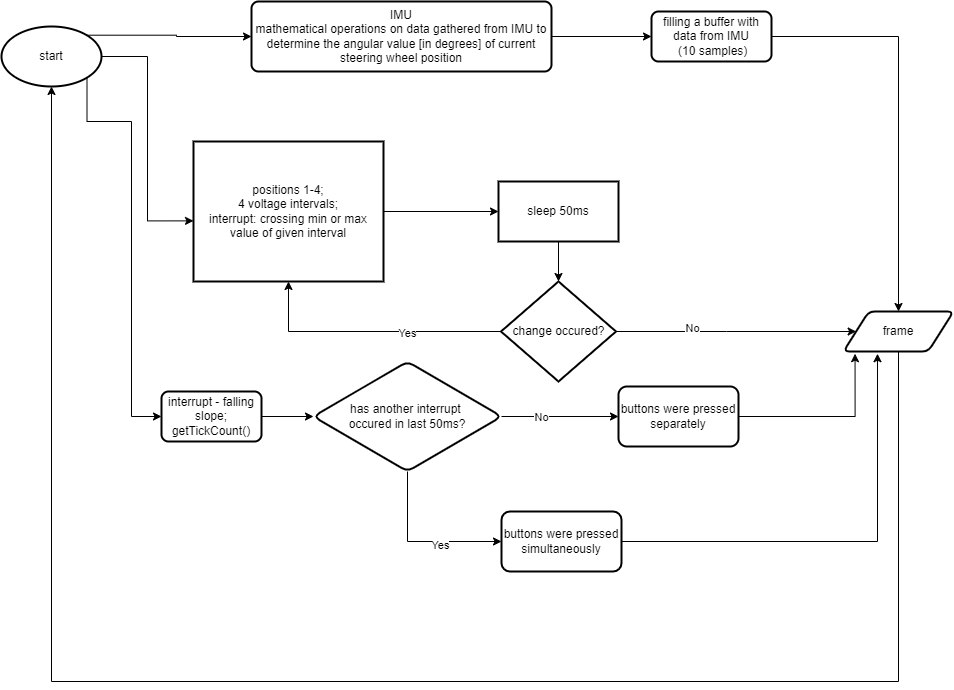 start
IMU
mathematical operations on data gathered from IMU to
determine the angular value [in degrees] of current
steering wheel position
filling a buffer with
data from IMU
(10 samples)
positions 1-4;
4 voltage intervals;
interrupt: crossing min or max
value of given interval
sleep 50ms
change occured?
Yes
No
frame
interrupt - falling
slope;
getTickCount()
has another interrupt
occured in last 50ms?
No
buttons were pressed
separately
Yes
buttons were pressed
simultaneously